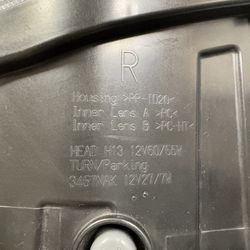 R
Housing >PP-TD20<
Inner Lens A >PC<
Inner Lens B >PC-HT<
HEAD H13 12V60/55W
TURN/Parking
3457NAK 12V27/7W